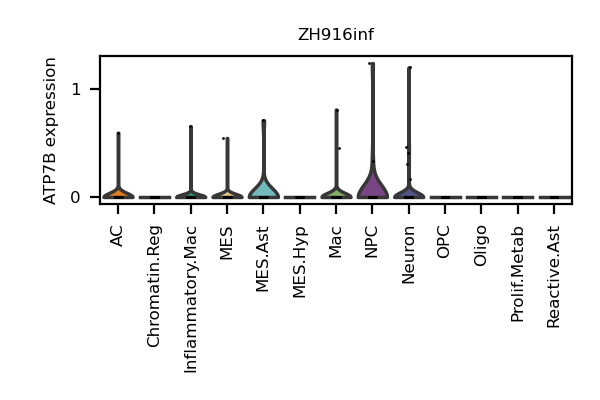 ZH916inf
ATP7B expression
1
0
AC
Chromatin.Reg
Inflammatory.Mac
MES
MES.Ast
MES.Hyp
Mac
NPC
Neuron
OPC
Oligo
Prolif.Metab
Reactive.Ast